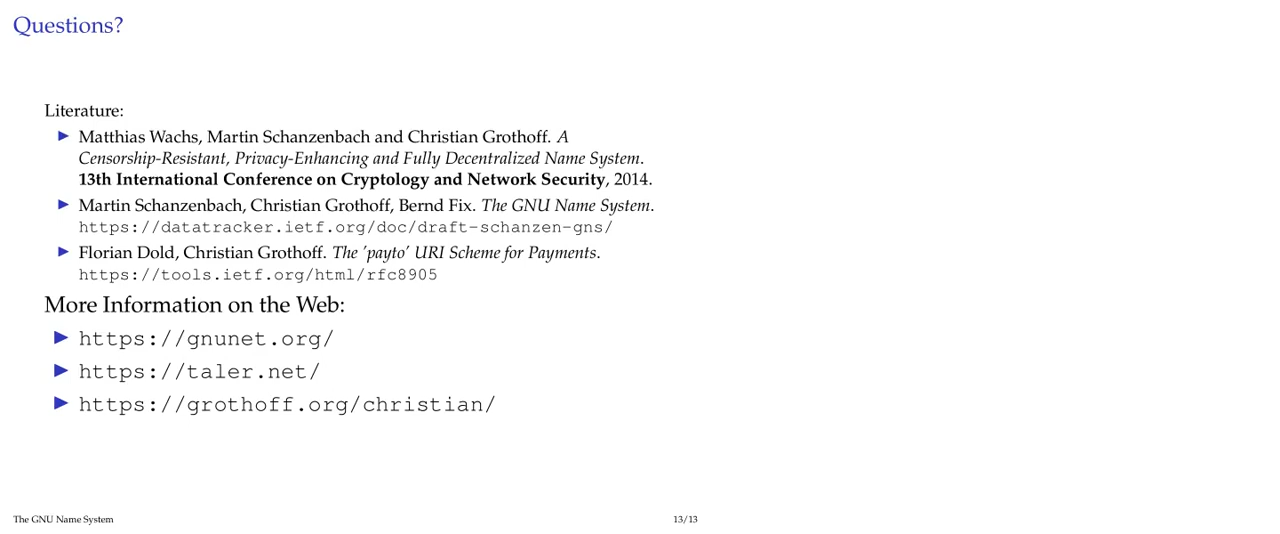 Questions?
Literature:
Matthias Wachs, Martin Schanzenbach and Christian Grothoff. A
Censorship-Resistant, Privacy-Enhancing and Fully Decentralized Name System.
13th International Conference on Cryptology and Network Security, 2014.
Martin Schanzenbach, Christian Grothoff, Bernd Fix. The GNU Name System.
https://datatracker.ietf.org/doc/draft-schanzen-gns/
Florian Dold, Christian Grothoff. The ’payto’ URI Scheme for Payments.
https://tools.ietf.org/html/rfc8905
More Information on the Web:
https://gnunet.org/
https://taler.net/
https://grothoff.org/christian/
The GNU Name System
13/13